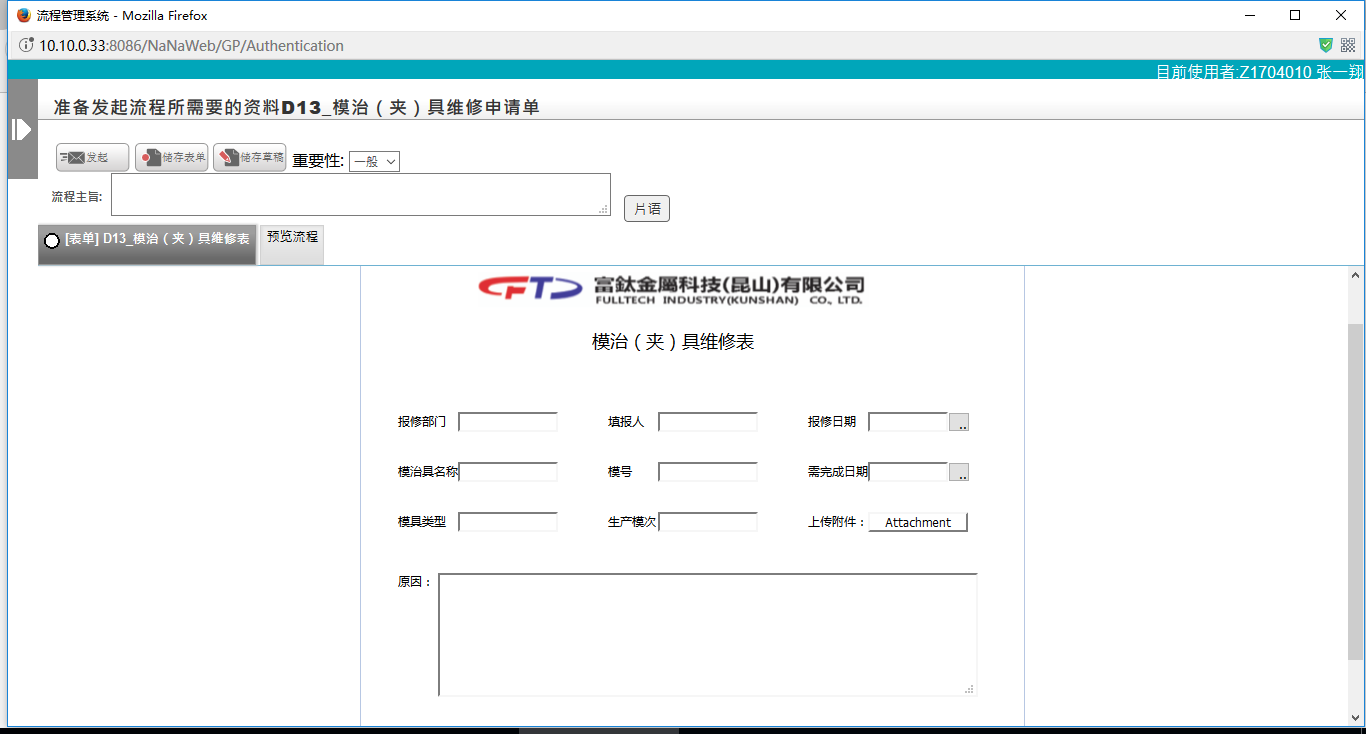 流程管理系统 - Mozilla Firefox
10.10.0.33:8086/NaNaWeb/GP/Authentication
目前使用者:Z1704010 张一翔
准备发起流程所需要的资料D13_模治（夹）具维修申请单
发起 储存表单 储存草稿 重要性: 一般
流程主旨:
片语
[表单] D13_模治（夹）具维修表 预览流程
FT 富鈦金屬科技(昆山)有限公司
FULLTECH INDUSTRY(KUNSHAN) CO., LTD.
模治（夹）具维修表
报修部门 填报人 报修日期 ..
模治具名称 模号 需完成日期 ..
模具类型 生产模次 上传附件： Attachment
原因：